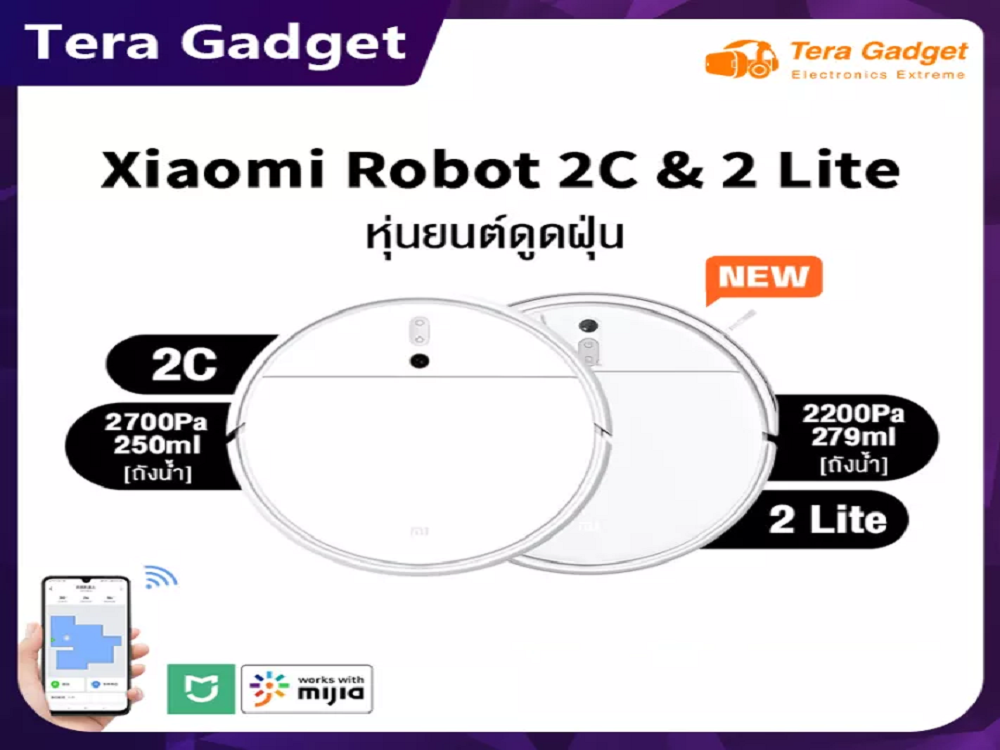 Tera Gadget
Tera Gadget
Electronics Extreme
Xiaomi Robot 2C & 2 Lite
หุ่นยนต์ดูดฝุ่น
NEW
2C
2700Pa
250ml
[ถังน้ำ]
2200Pa
279ml
[ถังน้ำ]
2 Lite
mi
mi
works with
mijia